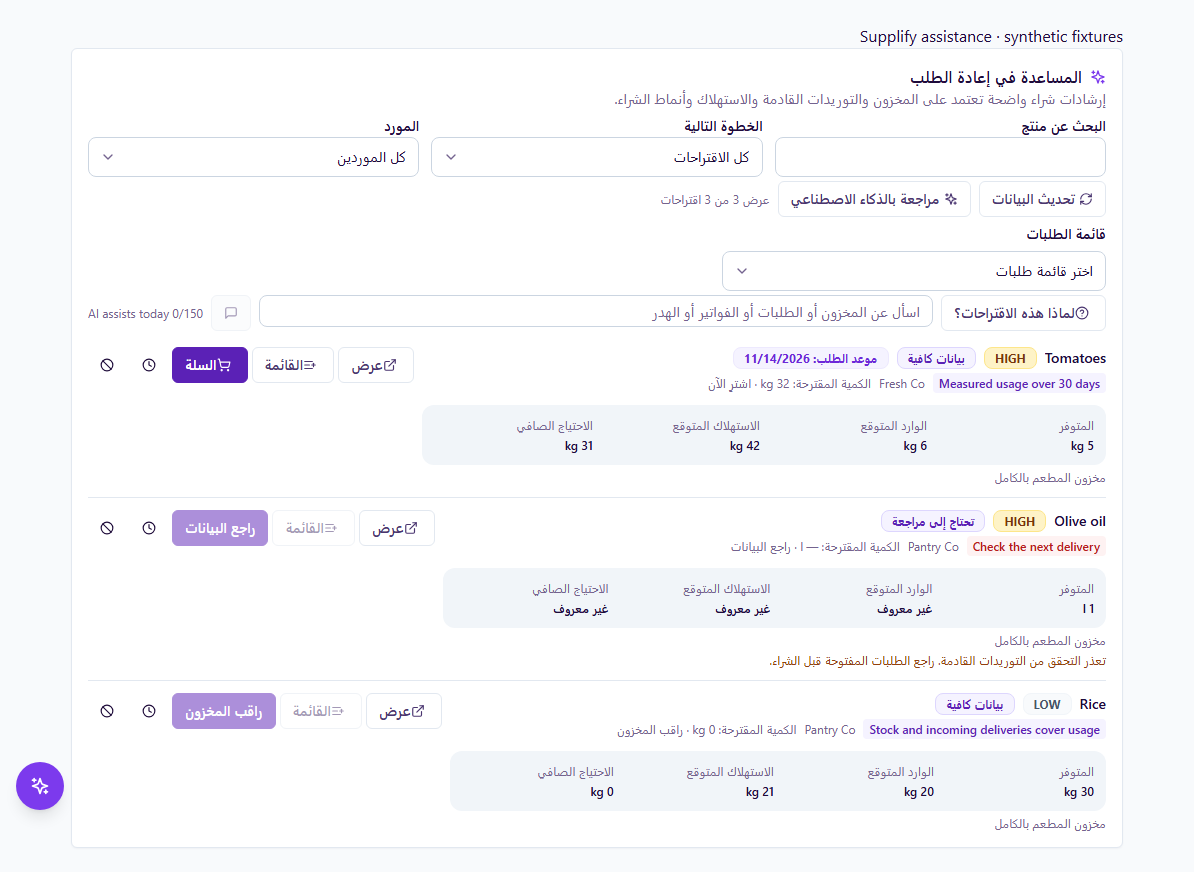 Supplify assistance · synthetic fixtures
المساعدة في إعادة الطلب
إرشادات شراء واضحة تعتمد على المخزون والتوريدات القادمة والاستهلاك وأنماط الشراء.
البحث عن منتج
الخطوة التالية
المورد
كل الاقتراحات
كل الموردين
تحديث البيانات
مراجعة بالذكاء الاصطناعي
عرض 3 من 3 اقتراحات
قائمة الطلبات
اختر قائمة طلبات
لماذا هذه الاقتراحات؟
اسأل عن المخزون أو الطلبات أو الفواتير أو الهدر
AI assists today 0/150
Tomatoes HIGH بيانات كافية موعد الطلب: 11/14/2026
عرض القائمة السلة
Measured usage over 30 days Fresh Co الكمية المقترحة: 32 kg · اشترِ الآن
المتوفر الوارد المتوقع الاستهلاك المتوقع الاحتياج الصافي
5 kg 6 kg 42 kg 31 kg
مخزون المطعم بالكامل
Olive oil HIGH تحتاج إلى مراجعة
عرض القائمة راجع البيانات
Check the next delivery Pantry Co الكمية المقترحة: — l · راجع البيانات
المتوفر الوارد المتوقع الاستهلاك المتوقع الاحتياج الصافي
1 l غير معروف غير معروف غير معروف
مخزون المطعم بالكامل
تعذر التحقق من التوريدات القادمة. راجع الطلبات المفتوحة قبل الشراء.
Rice LOW بيانات كافية
عرض القائمة راقب المخزون
Stock and incoming deliveries cover usage Pantry Co الكمية المقترحة: 0 kg · راقب المخزون
المتوفر الوارد المتوقع الاستهلاك المتوقع الاحتياج الصافي
30 kg 20 kg 21 kg 0 kg
مخزون المطعم بالكامل